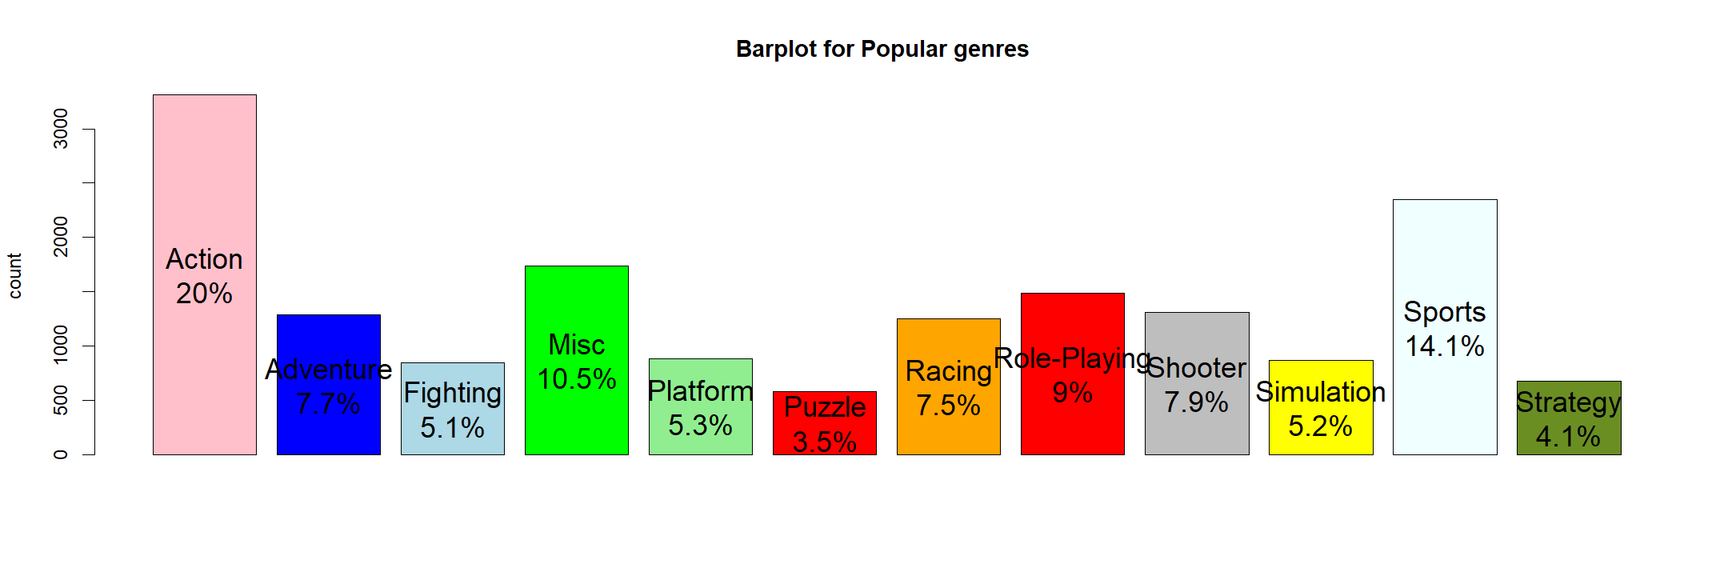 Barplot for Popular genres
count
3000
2000
1000
500
0
Action
20%
Adventure
7.7%
Fighting
5.1%
Misc
10.5%
Platform
5.3%
Puzzle
3.5%
Racing
7.5%
Role-Playing
9%
Shooter
7.9%
Simulation
5.2%
Sports
14.1%
Strategy
4.1%